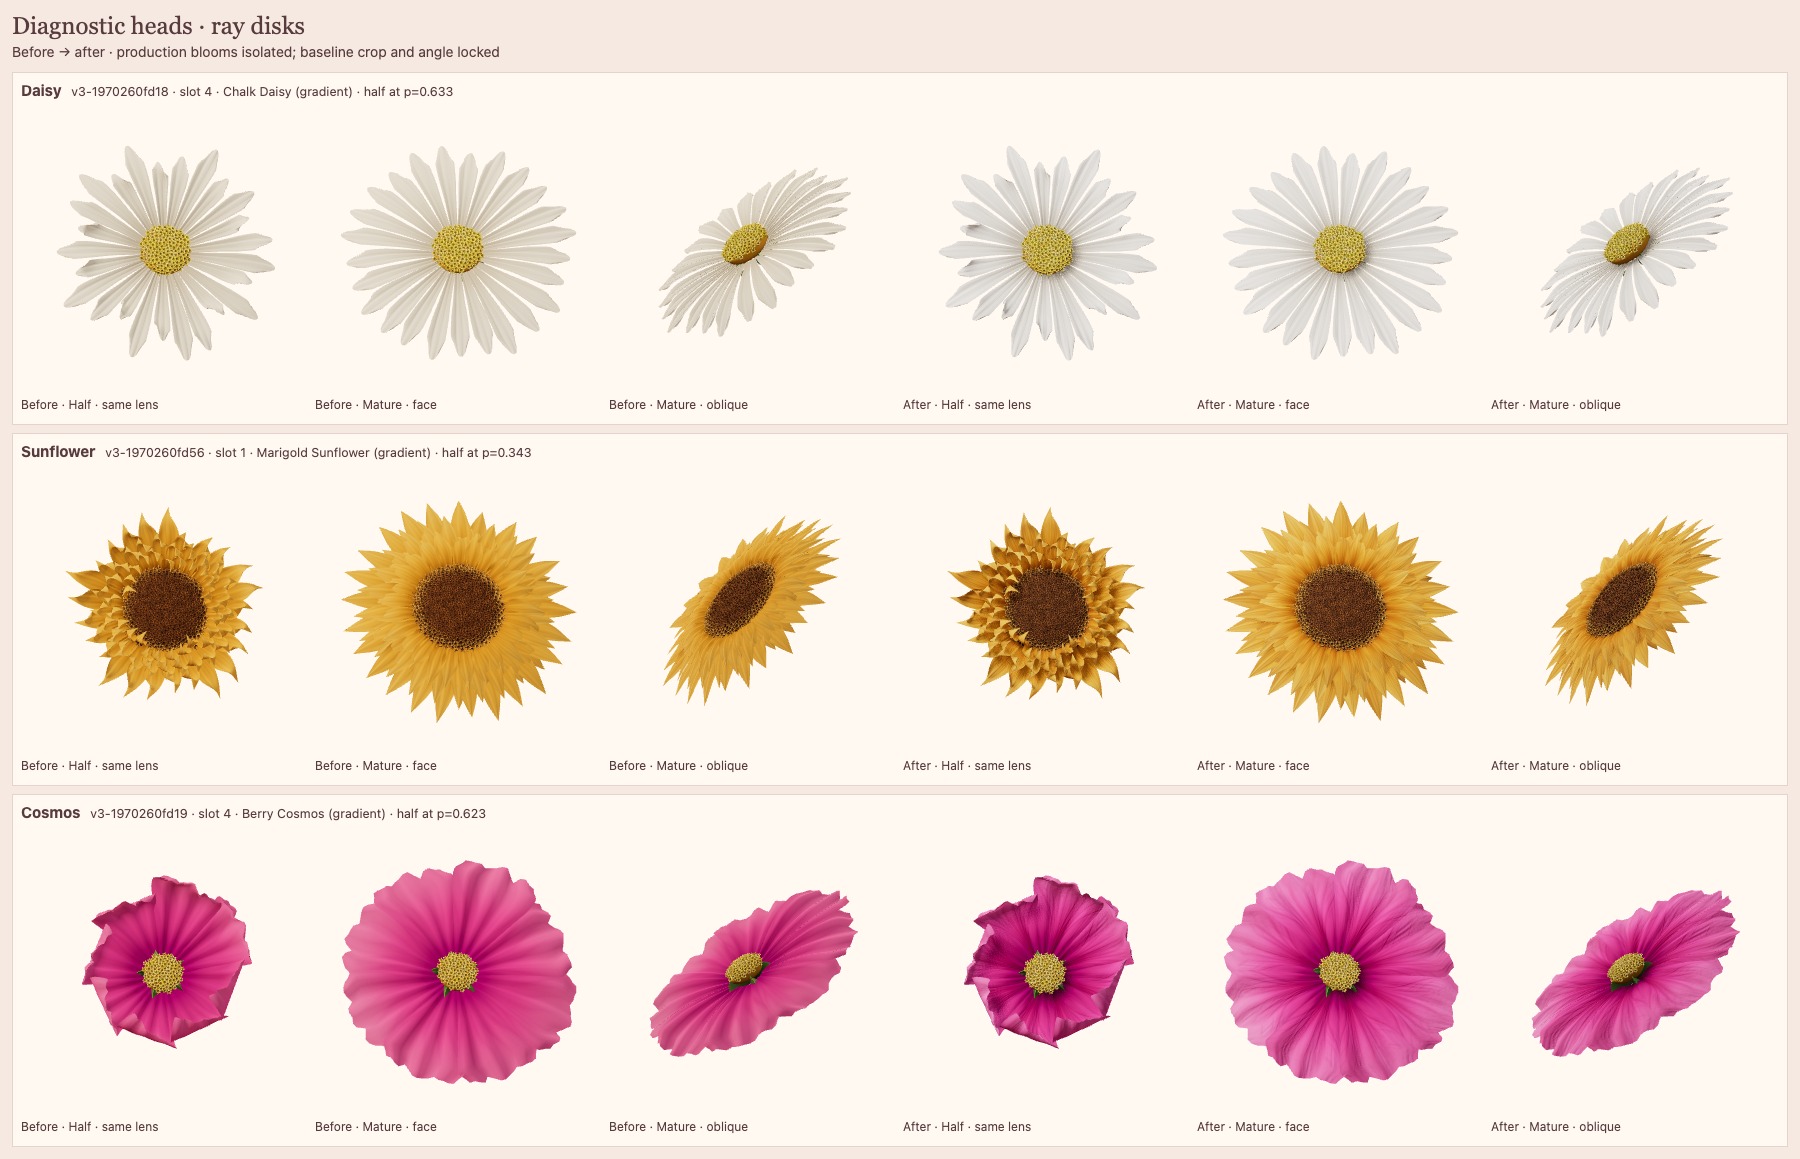 Diagnostic heads · ray disks
Before → after · production blooms isolated; baseline crop and angle locked
Daisy v3-1970260fd18 · slot 4 · Chalk Daisy (gradient) · half at p=0.633
Before · Half · same lens
Before · Mature · face
Before · Mature · oblique
After · Half · same lens
After · Mature · face
After · Mature · oblique
Sunflower v3-1970260fd56 · slot 1 · Marigold Sunflower (gradient) · half at p=0.343
Before · Half · same lens
Before · Mature · face
Before · Mature · oblique
After · Half · same lens
After · Mature · face
After · Mature · oblique
Cosmos v3-1970260fd19 · slot 4 · Berry Cosmos (gradient) · half at p=0.623
Before · Half · same lens
Before · Mature · face
Before · Mature · oblique
After · Half · same lens
After · Mature · face
After · Mature · oblique